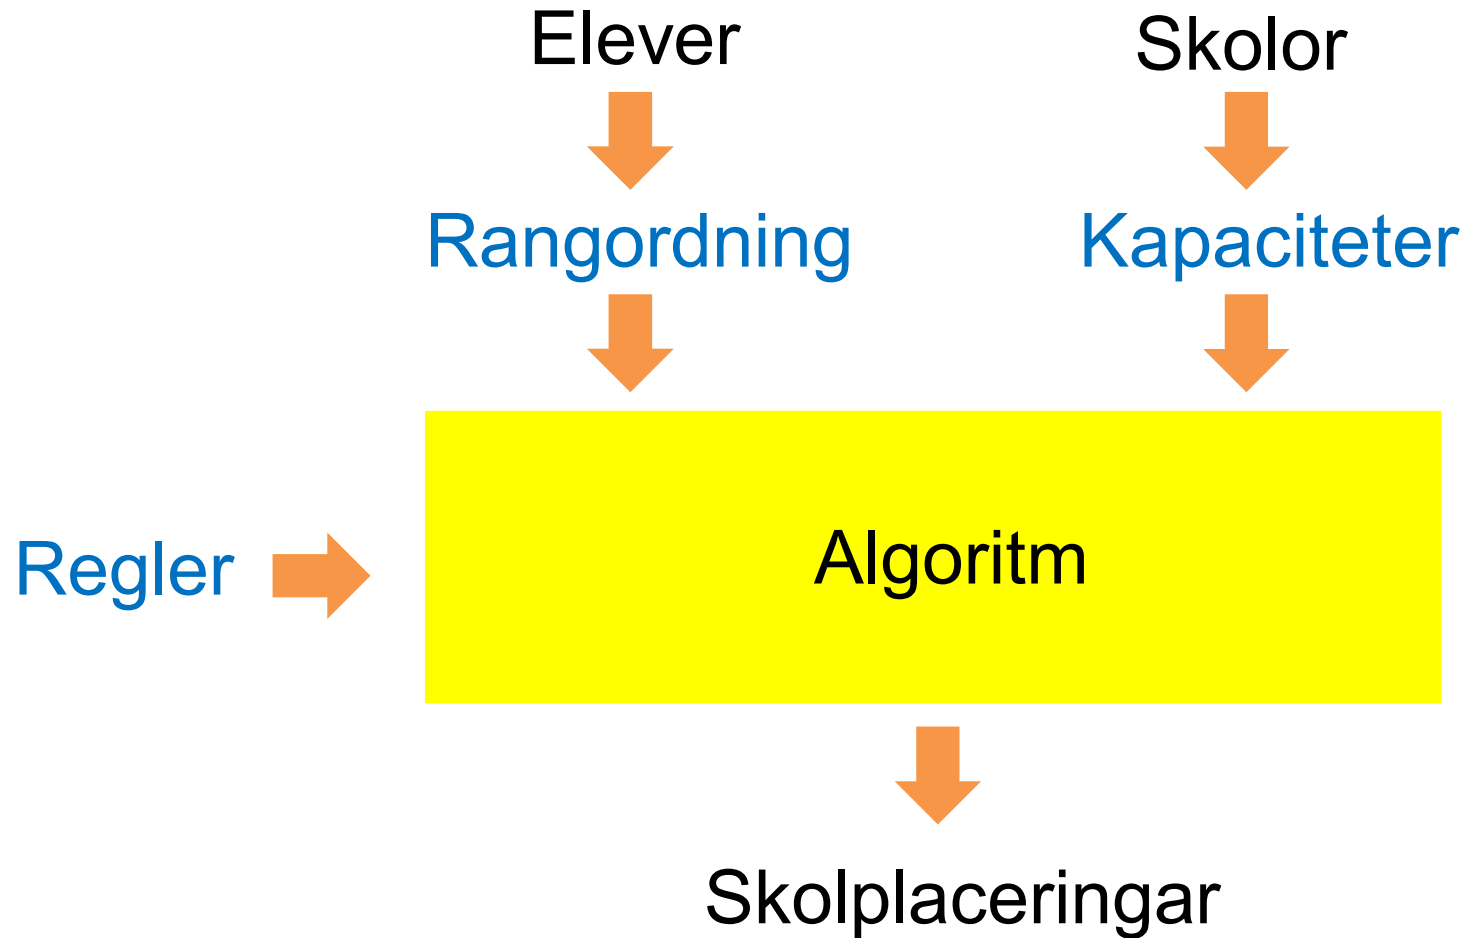 Elever
Skolor
Rangordning
Kapaciteter
Regler
Algoritm
Skolplaceringar